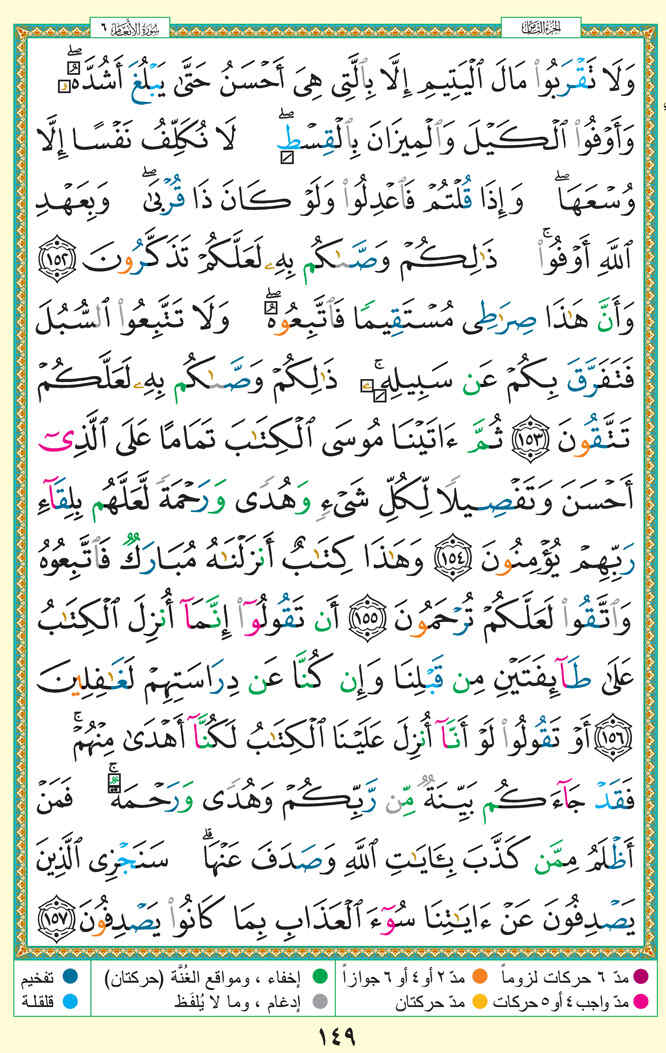 الجزء الثامن
سورة الأنعام ٦
وَلَا تَقْرَبُوا۟ مَالَ ٱلْيَتِيمِ إِلَّا بِٱلَّتِى هِىَ أَحْسَنُ حَتَّىٰ يَبْلُغَ أَشُدَّهُۥ ۖ
وَأَوْفُوا۟ ٱلْكَيْلَ وَٱلْمِيزَانَ بِٱلْقِسْطِ ۖ لَا نُكَلِّفُ نَفْسًا إِلَّا
وُسْعَهَا ۖ وَإِذَا قُلْتُمْ فَٱعْدِلُوا۟ وَلَوْ كَانَ ذَا قُرْبَىٰ ۖ وَبِعَهْدِ
ٱللَّهِ أَوْفُوا۟ ۚ ذَٰلِكُمْ وَصَّىٰكُم بِهِۦ لَعَلَّكُمْ تَذَكَّرُونَ ١٥٢
وَأَنَّ هَٰذَا صِرَٰطِى مُسْتَقِيمًا فَٱتَّبِعُوهُ ۖ وَلَا تَتَّبِعُوا۟ ٱلسُّبُلَ
فَتَفَرَّقَ بِكُمْ عَن سَبِيلِهِۦ ۚ ذَٰلِكُمْ وَصَّىٰكُم بِهِۦ لَعَلَّكُمْ
تَتَّقُونَ ١٥٣ ثُمَّ ءَاتَيْنَا مُوسَى ٱلْكِتَٰبَ تَمَامًا عَلَى ٱلَّذِىٓ
أَحْسَنَ وَتَفْصِيلًا لِّكُلِّ شَىْءٍ وَهُدًى وَرَحْمَةً لَّعَلَّهُم بِلِقَآءِ
رَبِّهِمْ يُؤْمِنُونَ ١٥٤ وَهَٰذَا كِتَٰبٌ أَنزَلْنَٰهُ مُبَارَكٌ فَٱتَّبِعُوهُ
وَٱتَّقُوا۟ لَعَلَّكُمْ تُرْحَمُونَ ١٥٥ أَن تَقُولُوٓا۟ إِنَّمَآ أُنزِلَ ٱلْكِتَٰبُ
عَلَىٰ طَآئِفَتَيْنِ مِن قَبْلِنَا وَإِن كُنَّا عَن دِرَاسَتِهِمْ لَغَٰفِلِينَ
١٥٦ أَوْ تَقُولُوا۟ لَوْ أَنَّآ أُنزِلَ عَلَيْنَا ٱلْكِتَٰبُ لَكُنَّآ أَهْدَىٰ مِنْهُمْ ۚ
فَقَدْ جَآءَكُم بَيِّنَةٌ مِّن رَّبِّكُمْ وَهُدًى وَرَحْمَةٌ ۚ فَمَنْ
أَظْلَمُ مِمَّن كَذَّبَ بِـَٔايَٰتِ ٱللَّهِ وَصَدَفَ عَنْهَا ۗ سَنَجْزِى ٱلَّذِينَ
يَصْدِفُونَ عَنْ ءَايَٰتِنَا سُوٓءَ ٱلْعَذَابِ بِمَا كَانُوا۟ يَصْدِفُونَ ١٥٧
مدّ ٦ حركات لزوماً مدّ ٢ أو ٤ أو ٦ جوازاً إخفاء ، ومواقع الغُنَّة (حركتان) تفخيم
مدّ واجب ٤ أو ٥ حركات مدّ حركتان إدغام ، وما لا يُلفَظ قلقلة
١٤٩